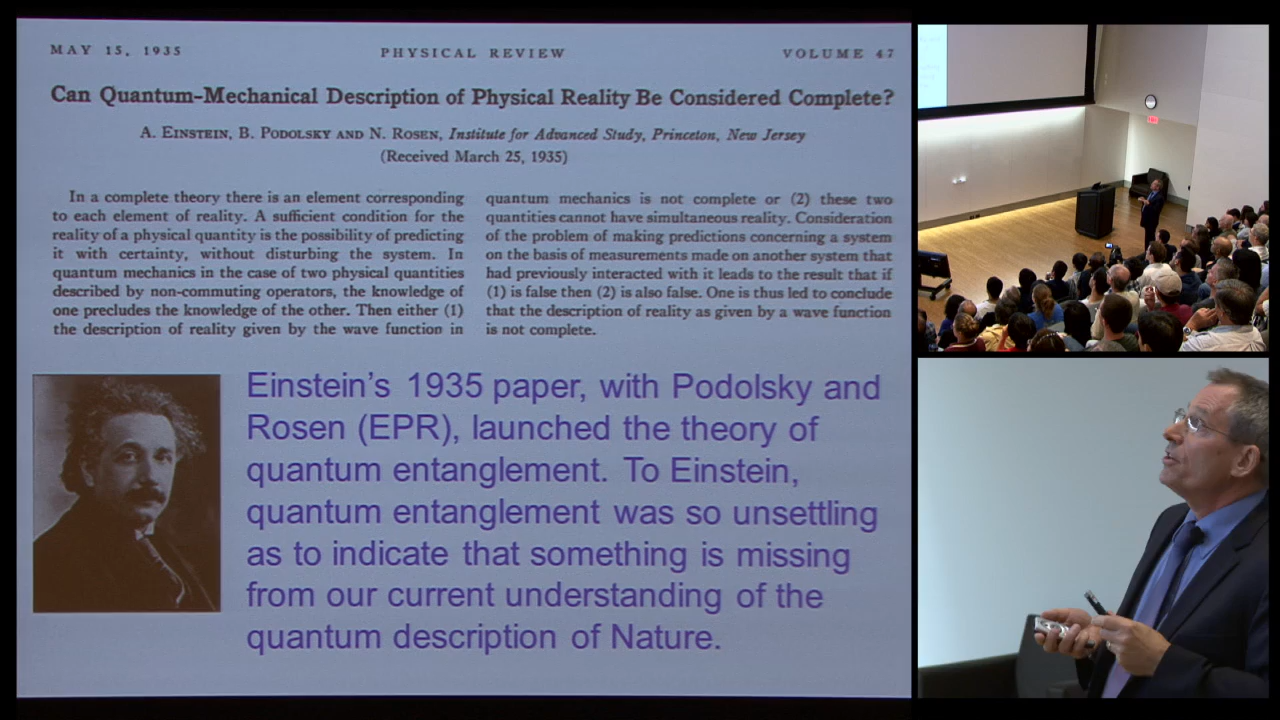 MAY 15, 1935 PHYSICAL REVIEW VOLUME 47
Can Quantum-Mechanical Description of Physical Reality Be Considered Complete?
A. EINSTEIN, B. PODOLSKY AND N. ROSEN, Institute for Advanced Study, Princeton, New Jersey
(Received March 25, 1935)
In a complete theory there is an element corresponding
to each element of reality. A sufficient condition for the
reality of a physical quantity is the possibility of predicting
it with certainty, without disturbing the system. In
quantum mechanics in the case of two physical quantities
described by non-commuting operators, the knowledge of
one precludes the knowledge of the other. Then either (1)
the description of reality given by the wave function in
quantum mechanics is not complete or (2) these two
quantities cannot have simultaneous reality. Consideration
of the problem of making predictions concerning a system
on the basis of measurements made on another system that
had previously interacted with it leads to the result that if
(1) is false then (2) is also false. One is thus led to conclude
that the description of reality as given by a wave function
is not complete.
Einstein's 1935 paper, with Podolsky and
Rosen (EPR), launched the theory of
quantum entanglement. To Einstein,
quantum entanglement was so unsettling
as to indicate that something is missing
from our current understanding of the
quantum description of Nature.